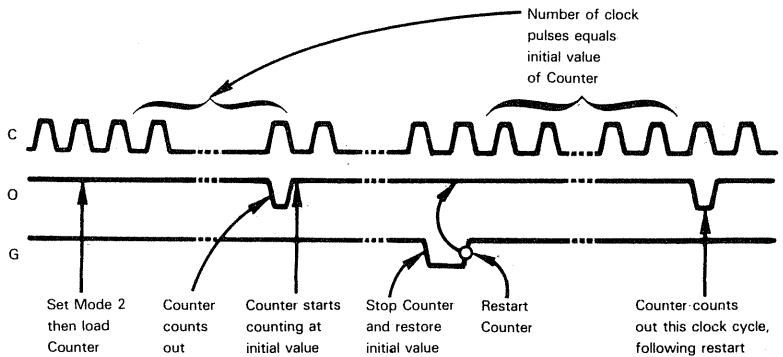 Number of clock
pulses equals
initial value
of Counter
C
O
G
Set Mode 2
then load
Counter
Counter
counts
out
Counter starts
counting at
initial value
Stop Counter
and restore
initial value
Restart
Counter
Counter counts
out this clock cycle,
following restart